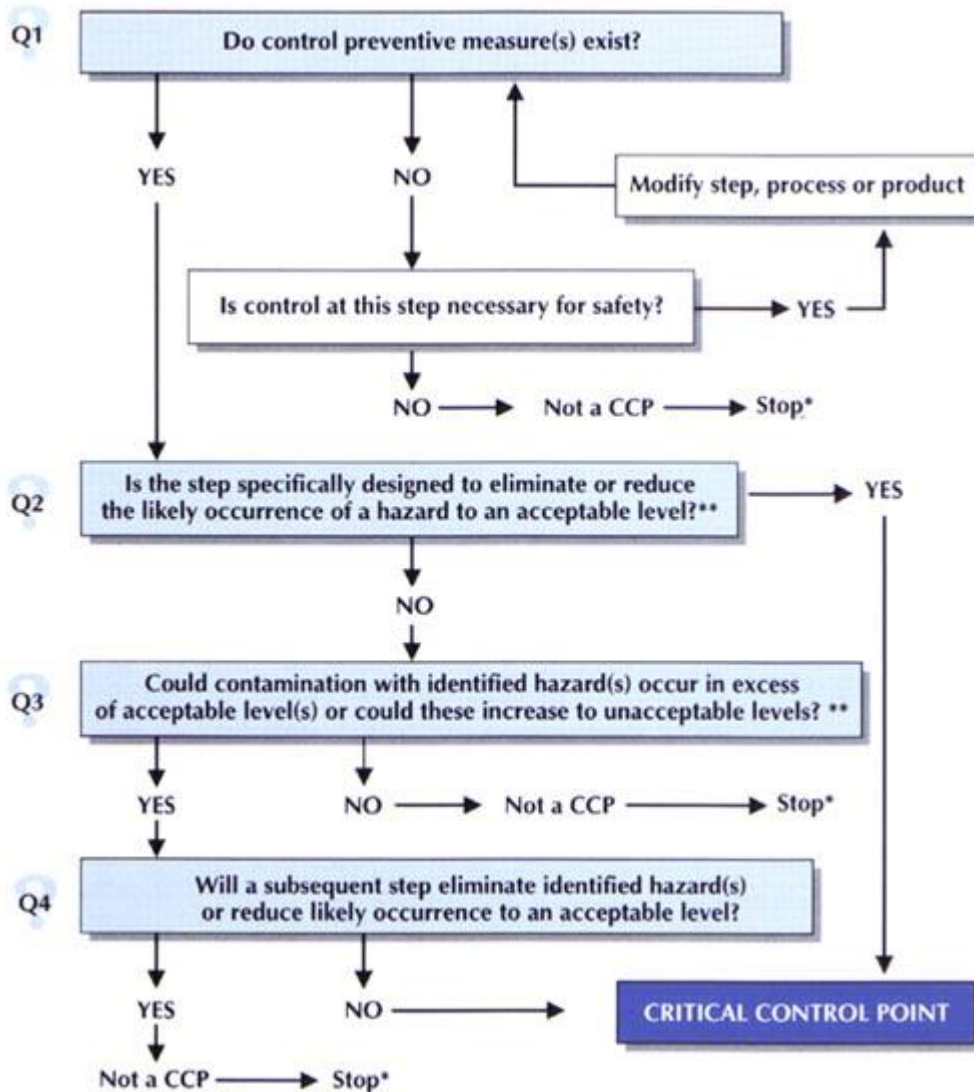 Q1
Do control preventive measure(s) exist?
YES
NO
Modify step, process or product
Is control at this step necessary for safety?
YES
NO
Not a CCP
Stop*
Q2
Is the step specifically designed to eliminate or reduce
the likely occurrence of a hazard to an acceptable level?**
YES
NO
Q3
Could contamination with identified hazard(s) occur in excess
of acceptable level(s) or could these increase to unacceptable levels? **
YES
NO
Not a CCP
Stop*
Q4
Will a subsequent step eliminate identified hazard(s)
or reduce likely occurrence to an acceptable level?
YES
NO
CRITICAL CONTROL POINT
Not a CCP
Stop*